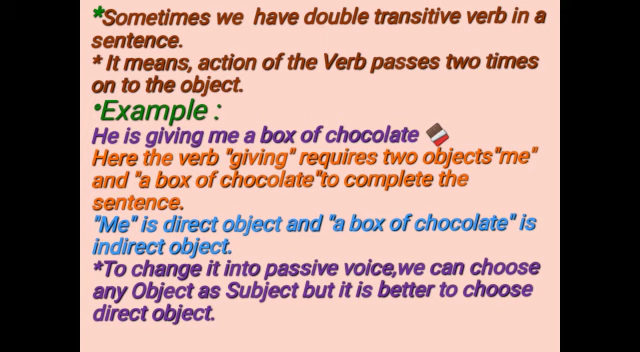 *Sometimes we have double transitive verb in a
sentence.
* It means, action of the Verb passes two times
on to the object.
•Example :
He is giving me a box of chocolate
Here the verb "giving" requires two objects"me"
and "a box of chocolate"to complete the
sentence.
"Me" is direct object and "a box of chocolate" is
indirect object.
*To change it into passive voice,we can choose
any Object as Subject but it is better to choose
direct object.